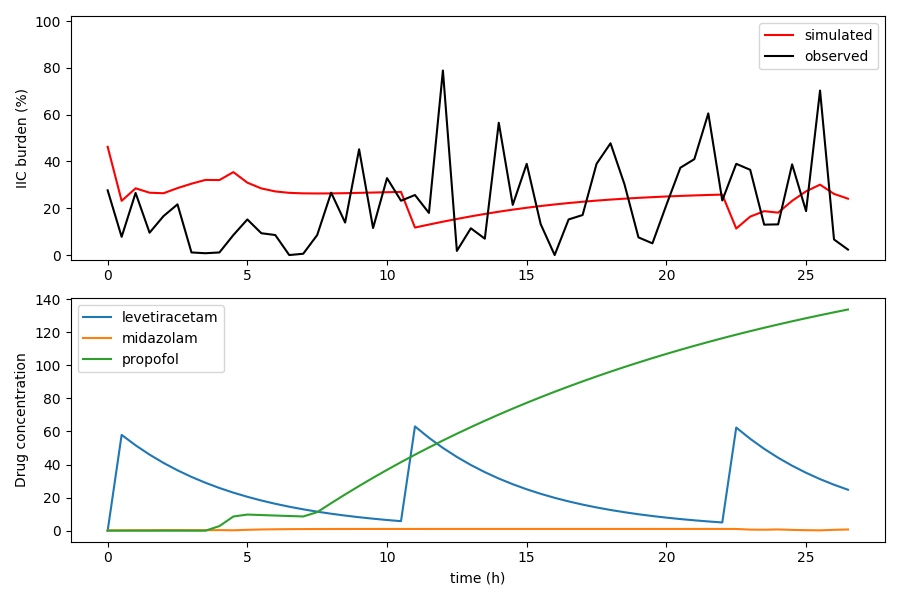 100
80
60
40
20
0
IIC burden (%)
simulated
observed
0 5 10 15 20 25
140
120
100
80
60
40
20
0
Drug concentration
levetiracetam
midazolam
propofol
0 5 10 15 20 25
time (h)